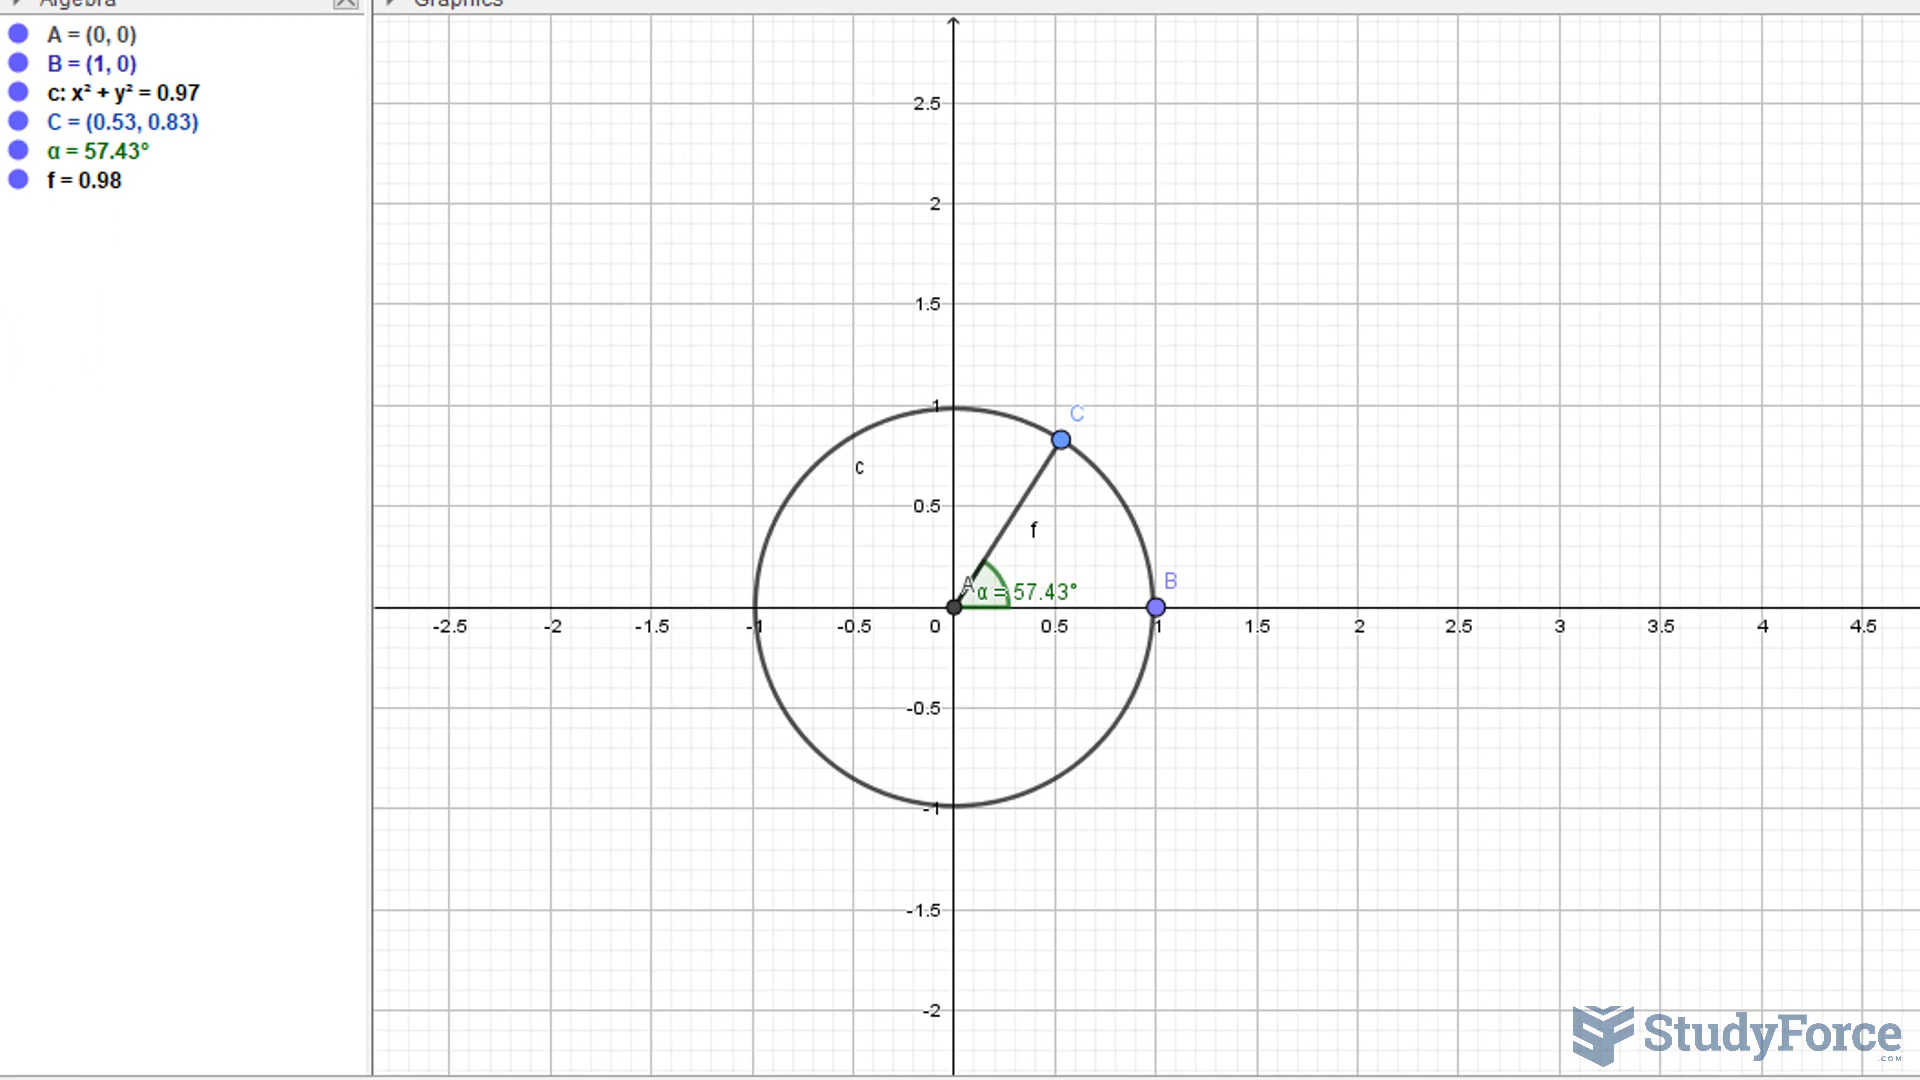 Algebra
Graphics
A = (0, 0)
B = (1, 0)
c: x² + y² = 0.97
C = (0.53, 0.83)
α = 57.43°
f = 0.98
2.5
2
1.5
1
C
c
0.5
f
A
α = 57.43°
B
-2.5 -2 -1.5 -1 -0.5 0 0.5 1 1.5 2 2.5 3 3.5 4 4.5
-0.5
-1
-1.5
-2
StudyForce
.COM